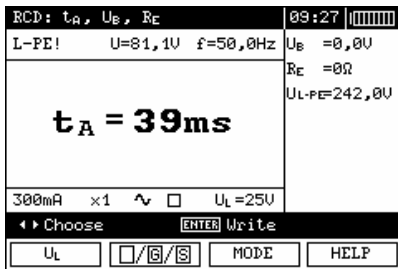 RCD: tA, UB, RE 09:27
L-PE! U=81,1V f=50,0Hz
UB =0,0V
RE =0Ω
UL-PE=242,0V
tA = 39ms
300mA ×1 ∿ □ UL=25V
Choose ENTER Write
UL □/G/S MODE HELP